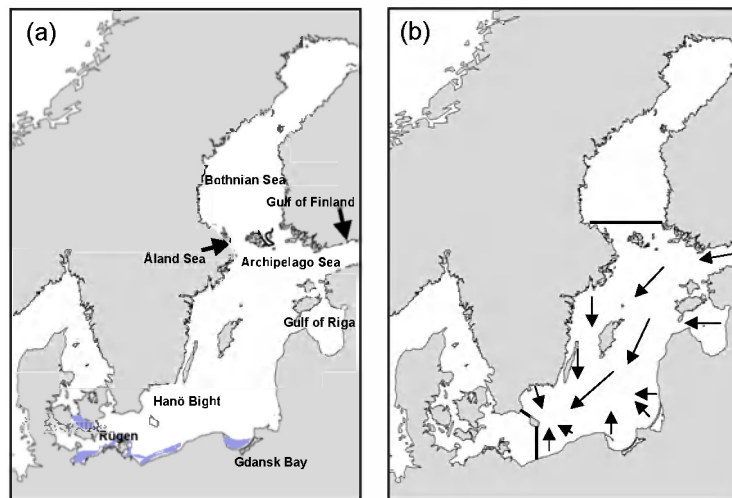 (a)
(b)
Bothnian Sea
Gulf of Finland
Åland Sea
Archipelago Sea
Gulf of Riga
Hanö Bight
Rügen
Gdansk Bay